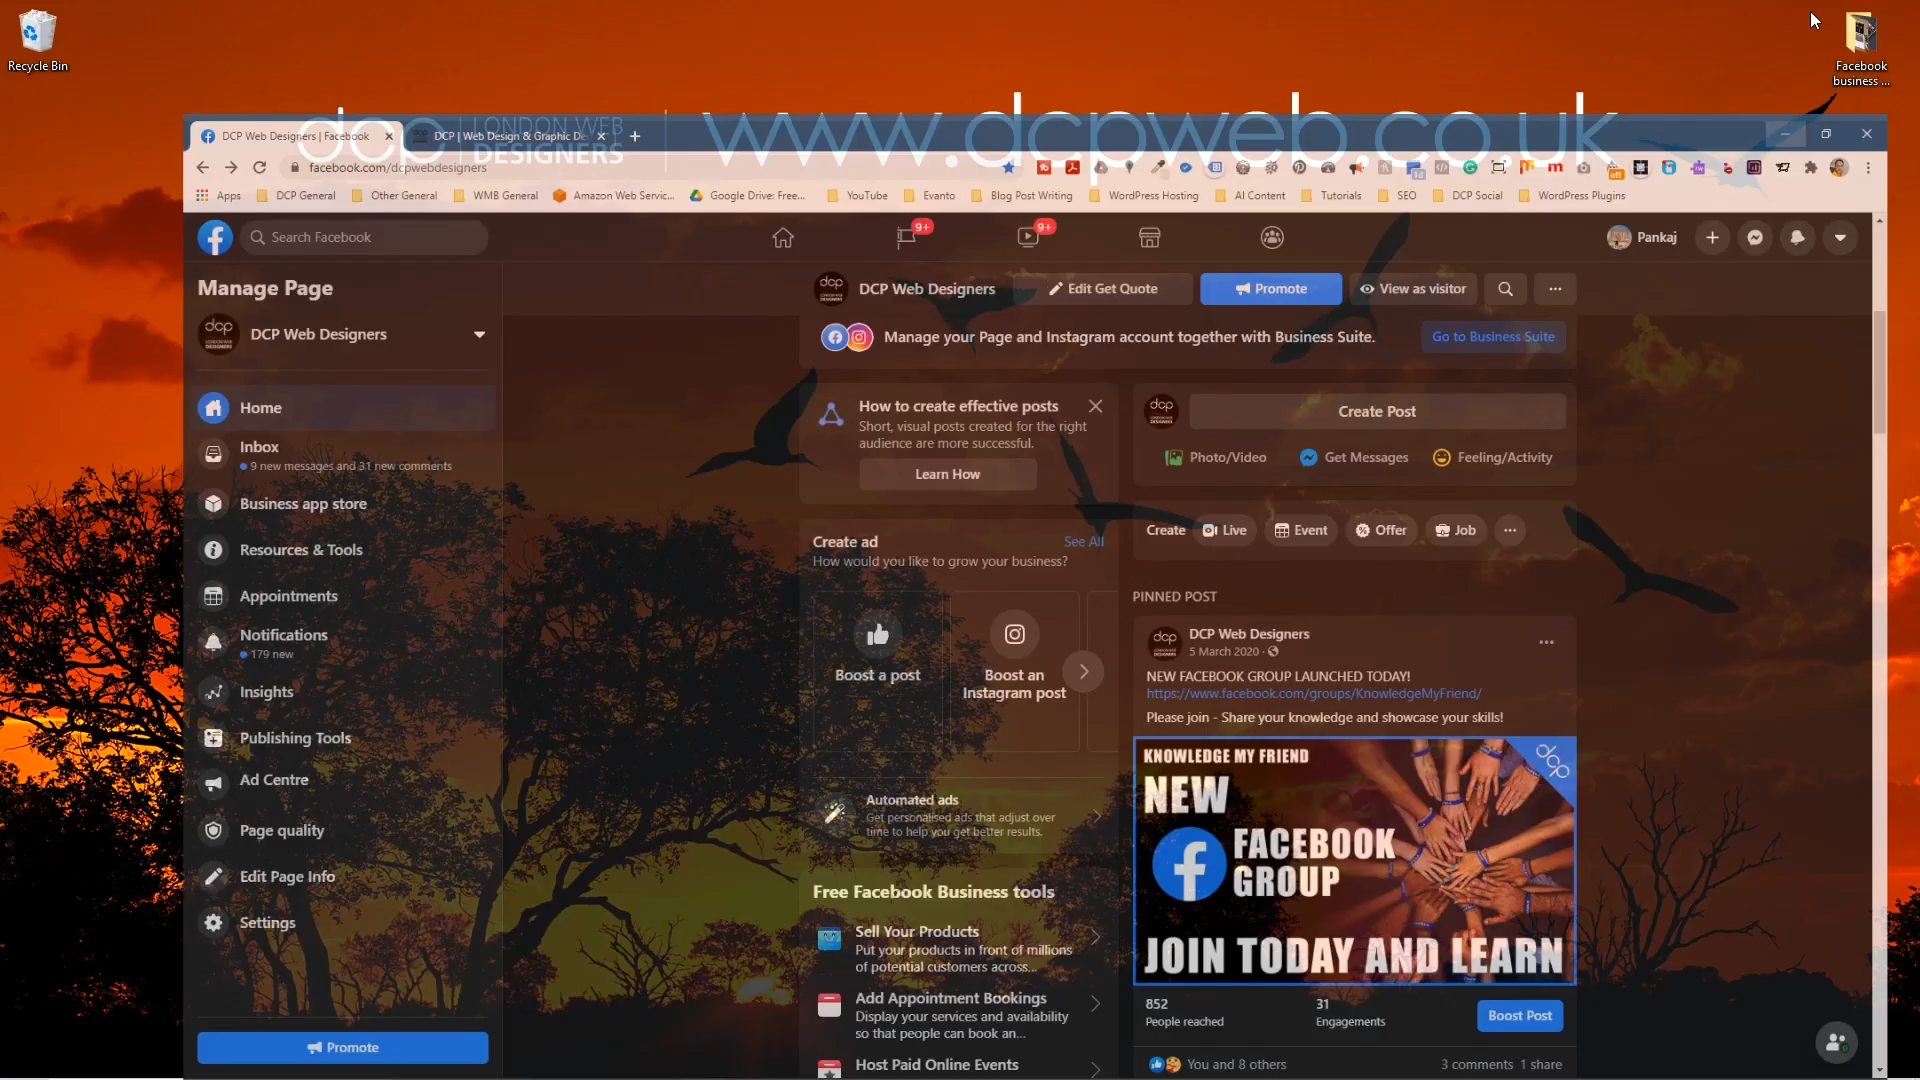 Recycle Bin
Facebook
business ...
dcp LONDON WEB
DESIGNERS
www.dcpweb.co.uk
DCP Web Designers | Facebook
DCP | Web Design & Graphic De
facebook.com/dcpwebdesigners
Apps
DCP General
Other General
WMB General
Amazon Web Servic...
Google Drive: Free...
YouTube
Evanto
Blog Post Writing
WordPress Hosting
AI Content
Tutorials
SEO
DCP Social
WordPress Plugins
Search Facebook
9+
9+
Pankaj
Manage Page
DCP Web Designers
Home
Inbox
9 new messages and 31 new comments
Business app store
Resources & Tools
Appointments
Notifications
179 new
Insights
Publishing Tools
Ad Centre
Page quality
Edit Page Info
Settings
Promote
DCP Web Designers
Edit Get Quote
Promote
View as visitor
Manage your Page and Instagram account together with Business Suite.
Go to Business Suite
How to create effective posts
Short, visual posts created for the right
audience are more successful.
Learn How
Create ad
See All
How would you like to grow your business?
Boost a post
Boost an
Instagram post
Automated ads
Get personalised ads that adjust over
time to help you get better results.
Free Facebook Business tools
Sell Your Products
Put your products in front of millions
of potential customers across...
Add Appointment Bookings
Display your services and availability
so that people can book an...
Host Paid Online Events
Create Post
Photo/Video
Get Messages
Feeling/Activity
Create
Live
Event
Offer
Job
PINNED POST
DCP Web Designers
5 March 2020 ·
NEW FACEBOOK GROUP LAUNCHED TODAY!
https://www.facebook.com/groups/KnowledgeMyFriend/
Please join - Share your knowledge and showcase your skills!
KNOWLEDGE MY FRIEND
dcp
NEW
FACEBOOK
GROUP
JOIN TODAY AND LEARN
852
People reached
31
Engagements
Boost Post
You and 8 others
3 comments 1 share